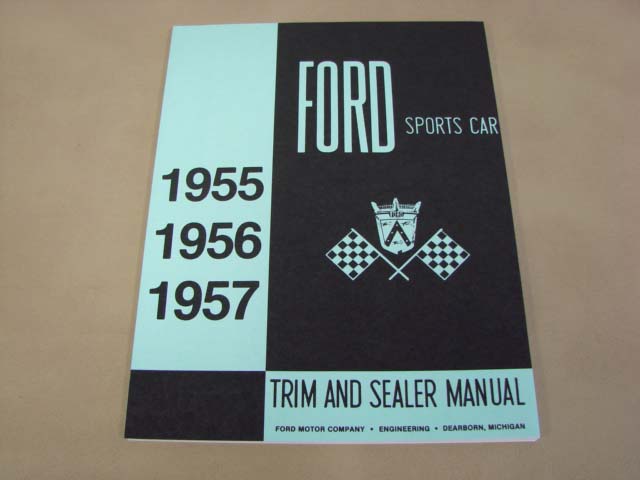 FORD SPORTS CAR
1955
1956
1957
TRIM AND SEALER MANUAL
FORD MOTOR COMPANY • ENGINEERING • DEARBORN, MICHIGAN